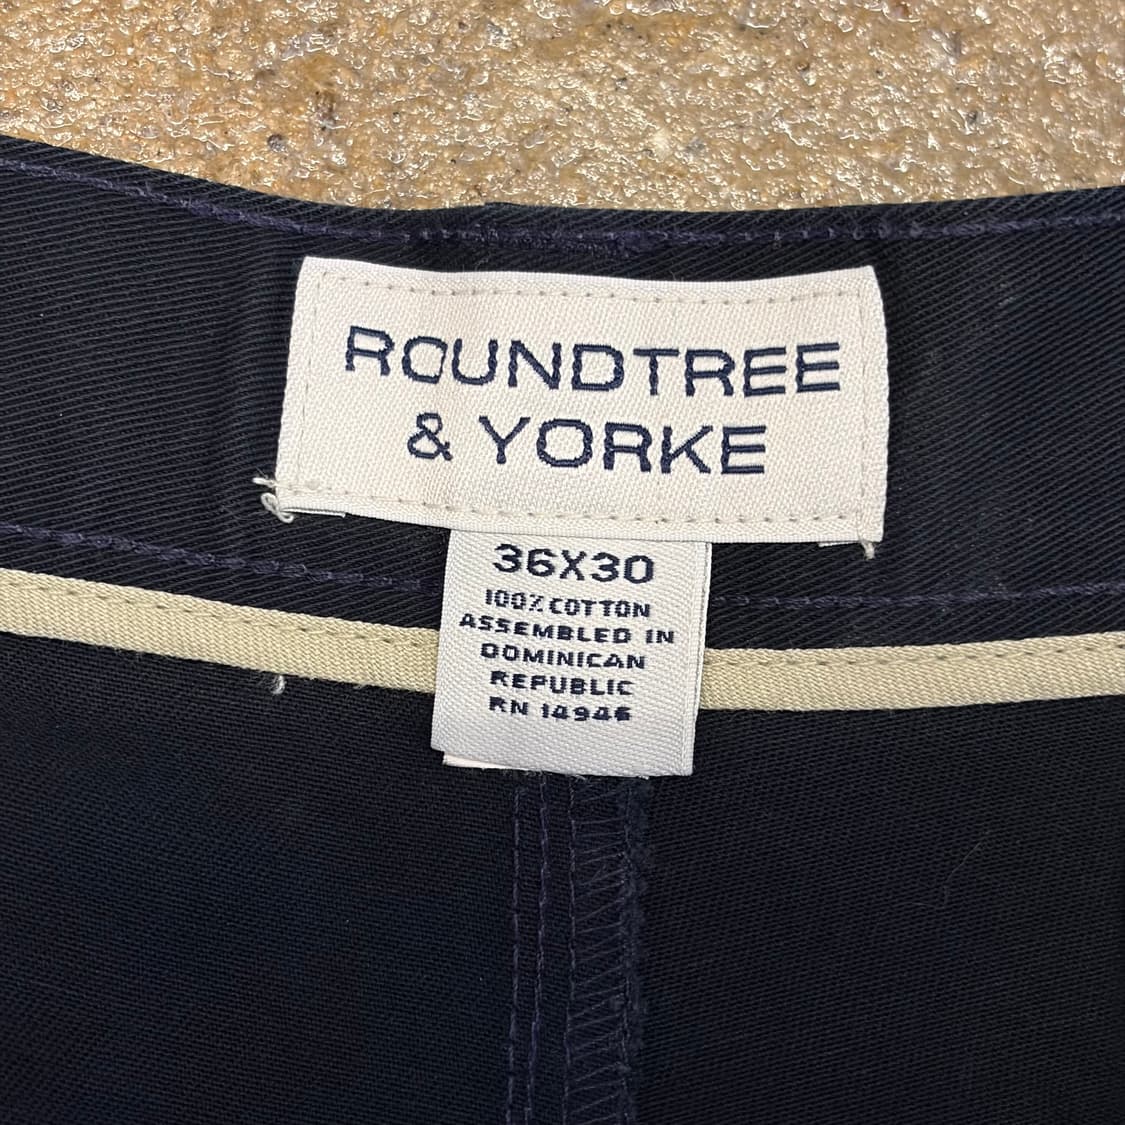 ROUNDTREE
& YORKE
36X30
100% COTTON
ASSEMBLED IN
DOMINICAN
REPUBLIC
RN 14946